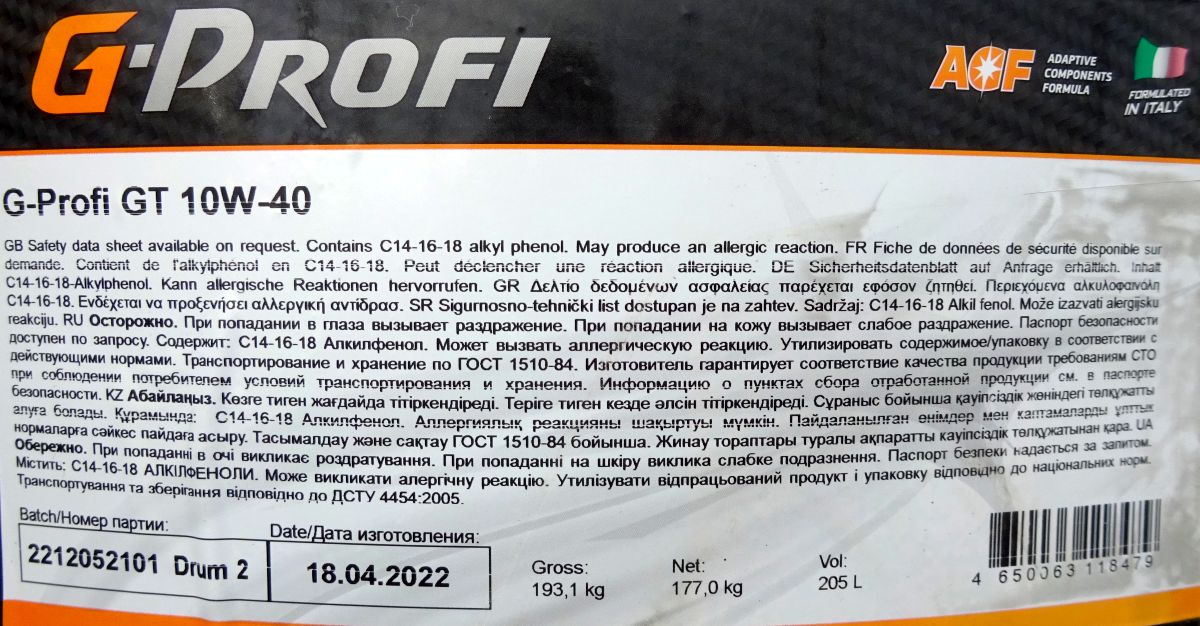 G-PROFI
ACF ADAPTIVE
COMPONENTS
FORMULA
FORMULATED
IN ITALY
G-Profi GT 10W-40
GB Safety data sheet available on request. Contains C14-16-18 alkyl phenol. May produce an allergic reaction. FR Fiche de données de sécurité disponible sur
demande. Contient de l'alkylphénol en C14-16-18. Peut déclencher une réaction allergique. DE Sicherheitsdatenblatt auf Antrage erhältlich. Inhalt
C14-16-18-Alkylphenol. Kann allergische Reaktionen hervorrufen. GR Δελτίο δεδομένων ασφαλείας παρέχεται εφόσον ζητηθεί. Περιεχόμενα αλκυλοφανόλη
C14-16-18. Ενδέχεται να προξενήσει αλλεργική αντίδρασ. SR Sigurnosno-tehnički list dostupan je na zahtev. Sadržaj: C14-16-18 Alkil fenol. Može izazvati alergijsku
reakciju. RU Осторожно. При попадании в глаза вызывает раздражение. При попадании на кожу вызывает слабое раздражение. Паспорт безопасности
доступен по запросу. Содержит: C14-16-18 Алкилфенол. Может вызвать аллергическую реакцию. Утилизировать содержимое/упаковку в соответствии с
действующими нормами. Транспортирование и хранение по ГОСТ 1510-84. Изготовитель гарантирует соответствие качества продукции требованиям СТО
при соблюдении потребителем условий транспортирования и хранения. Информацию о пунктах сбора отработанной продукции см. в паспорте
безопасности. KZ Абайлаңыз. Көзге тиген жағдайда тітіркендіреді. Теріге тиген кезде әлсін тітіркендіреді. Сұраныс бойынша қауіпсіздік жөніндегі төлқұжатты
алуға болады. Құрамында: C14-16-18 Алкилфенол. Аллергиялық реакцияны шақыртуы мүмкін. Пайдаланылған өнімдер мен каптамаларды ұлттық
нормаларға сәйкес пайдаға асыру. Тасымалдау және сақтау ГОСТ 1510-84 бойынша. Жинау тораптары туралы ақпаратты кауіпсіздік төлқұжатынан қара. UA
Обережно. При попаданні в очі викликає роздратування. При попаданні на шкіру виклика слабке подразнення. Паспорт безпеки надається за запитом.
Містить: C14-16-18 АЛКІЛФЕНОЛИ. Може викликати алергічну реакцію. Утилізувати відпрацьований продукт і упаковку відповідно до національних норм.
Транспортування та зберігання відповідно до ДСТУ 4454:2005.
Batch/Номер партии:
2212052101 Drum 2
Date/Дата изготовления:
18.04.2022
Gross:
193,1 kg
Net:
177,0 kg
Vol:
205 L
4 650063 118479